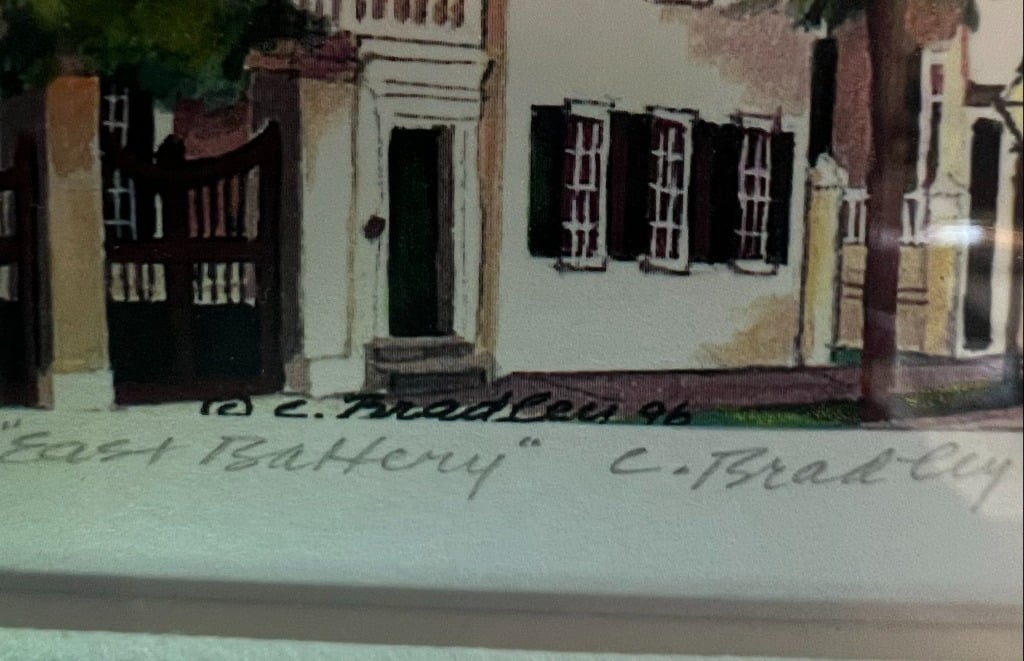 (c) C. Bradley 96
"East Battery" C. Bradley